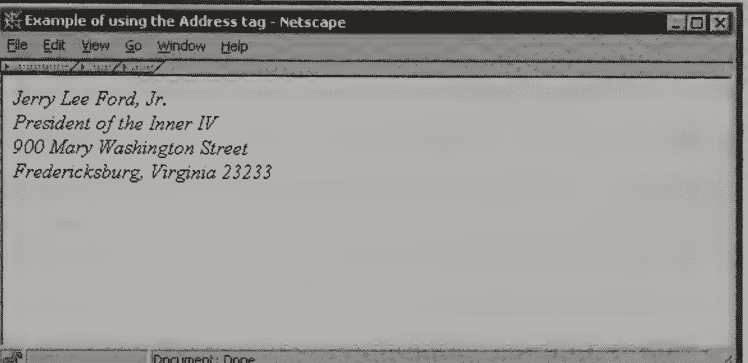 Example of using the Address tag - Netscape
File Edit View Go Window Help
Jerry Lee Ford, Jr.
President of the Inner IV
900 Mary Washington Street
Fredericksburg, Virginia 23233
Document: Done